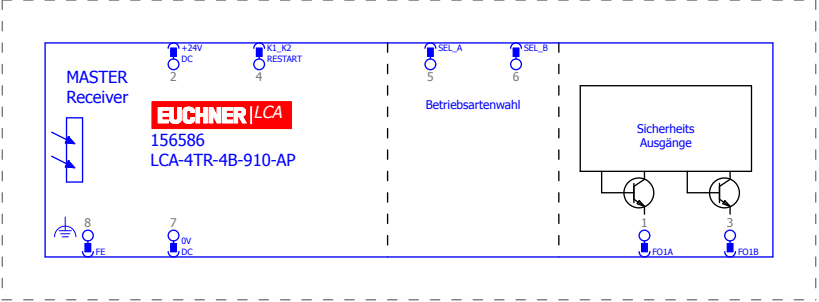 +24V
DC
2
K1_K2
RESTART
4
SEL_A
5
SEL_B
6
MASTER
Receiver
EUCHNER LCA
156586
LCA-4TR-4B-910-AP
Betriebsartenwahl
Sicherheits
Ausgänge
8
FE
7
0V
DC
1
FO1A
3
FO1B